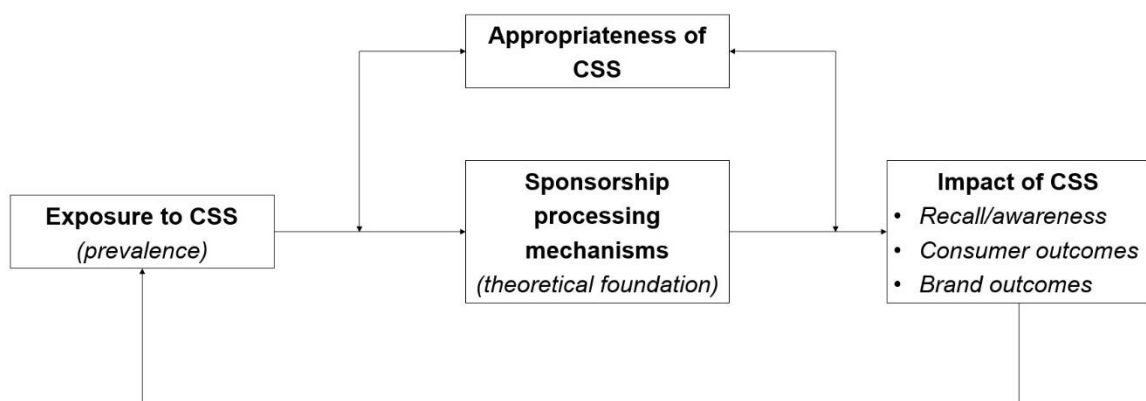 Appropriateness of
CSS
Exposure to CSS
(prevalence)
Sponsorship
processing
mechanisms
(theoretical foundation)
Impact of CSS
• Recall/awareness
• Consumer outcomes
• Brand outcomes